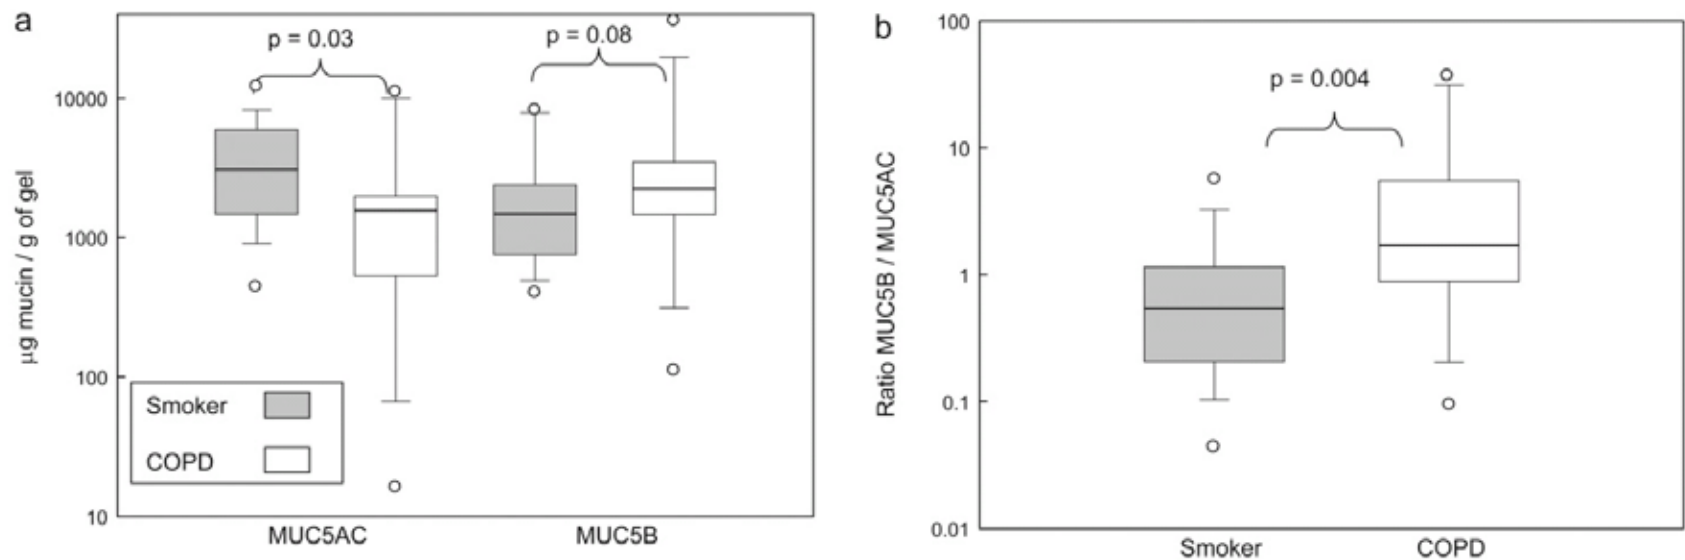 a
p = 0.03
p = 0.08
10000
1000
100
10
µg mucin / g of gel
Smoker
COPD
MUC5AC
MUC5B
b
p = 0.004
100
10
1
0.1
0.01
Ratio MUC5B / MUC5AC
Smoker
COPD